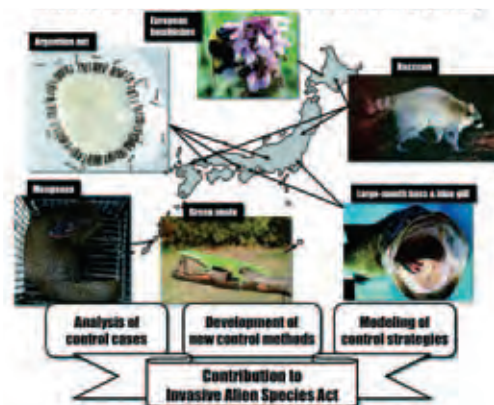 European
bumblebee
Argentine ant
Raccoon
Mongoose
Green anole
Large-mouth bass & blue gill
Analysis of
control cases
Development of
new control methods
Modeling of
control strategies
Contribution to
Invasive Alien Species Act